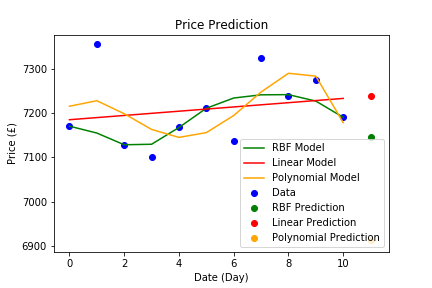 Price Prediction
Price (£)
7300
7200
7100
7000
6900
RBF Model
Linear Model
Polynomial Model
Data
RBF Prediction
Linear Prediction
Polynomial Prediction
0
2
4
6
8
10
Date (Day)